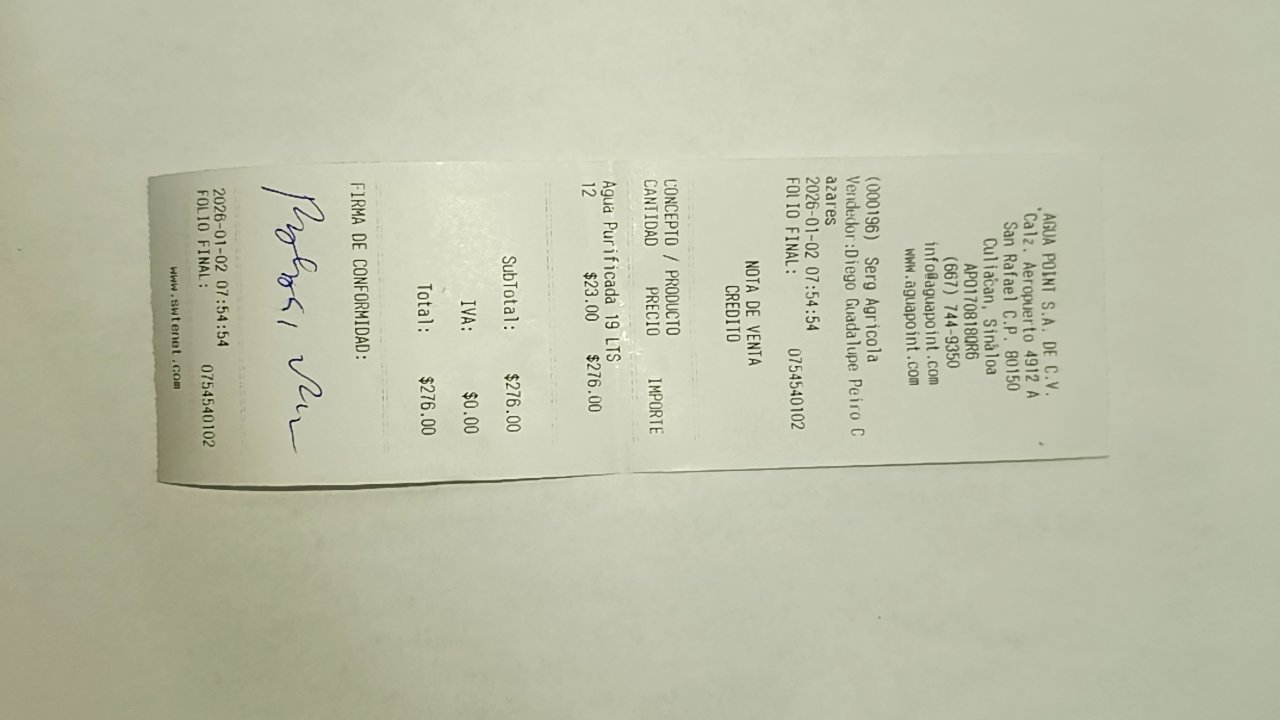 AGUA POINT S.A. DE C.V.
Calz. Aeropuerto 4912 A
San Rafael C.P. 80150
Culiacan, Sinaloa
APO170818QR6
(667) 744-9350
info@aguapoint.com
www.aguapoint.com
(000196) Serg Agricola
Vendedor:Diego Guadalupe Peiro C
azares
2026-01-02 07:54:54
FOLIO FINAL: 0754540102
NOTA DE VENTA
CREDITO
CONCEPTO / PRODUCTO
CANTIDAD PRECIO IMPORTE
Agua Purificada 19 LTS
12 $23.00 $276.00
SubTotal: $276.00
IVA: $0.00
Total: $276.00
FIRMA DE CONFORMIDAD:
2026-01-02 07:54:54
FOLIO FINAL: 0754540102
www.swtenet.com